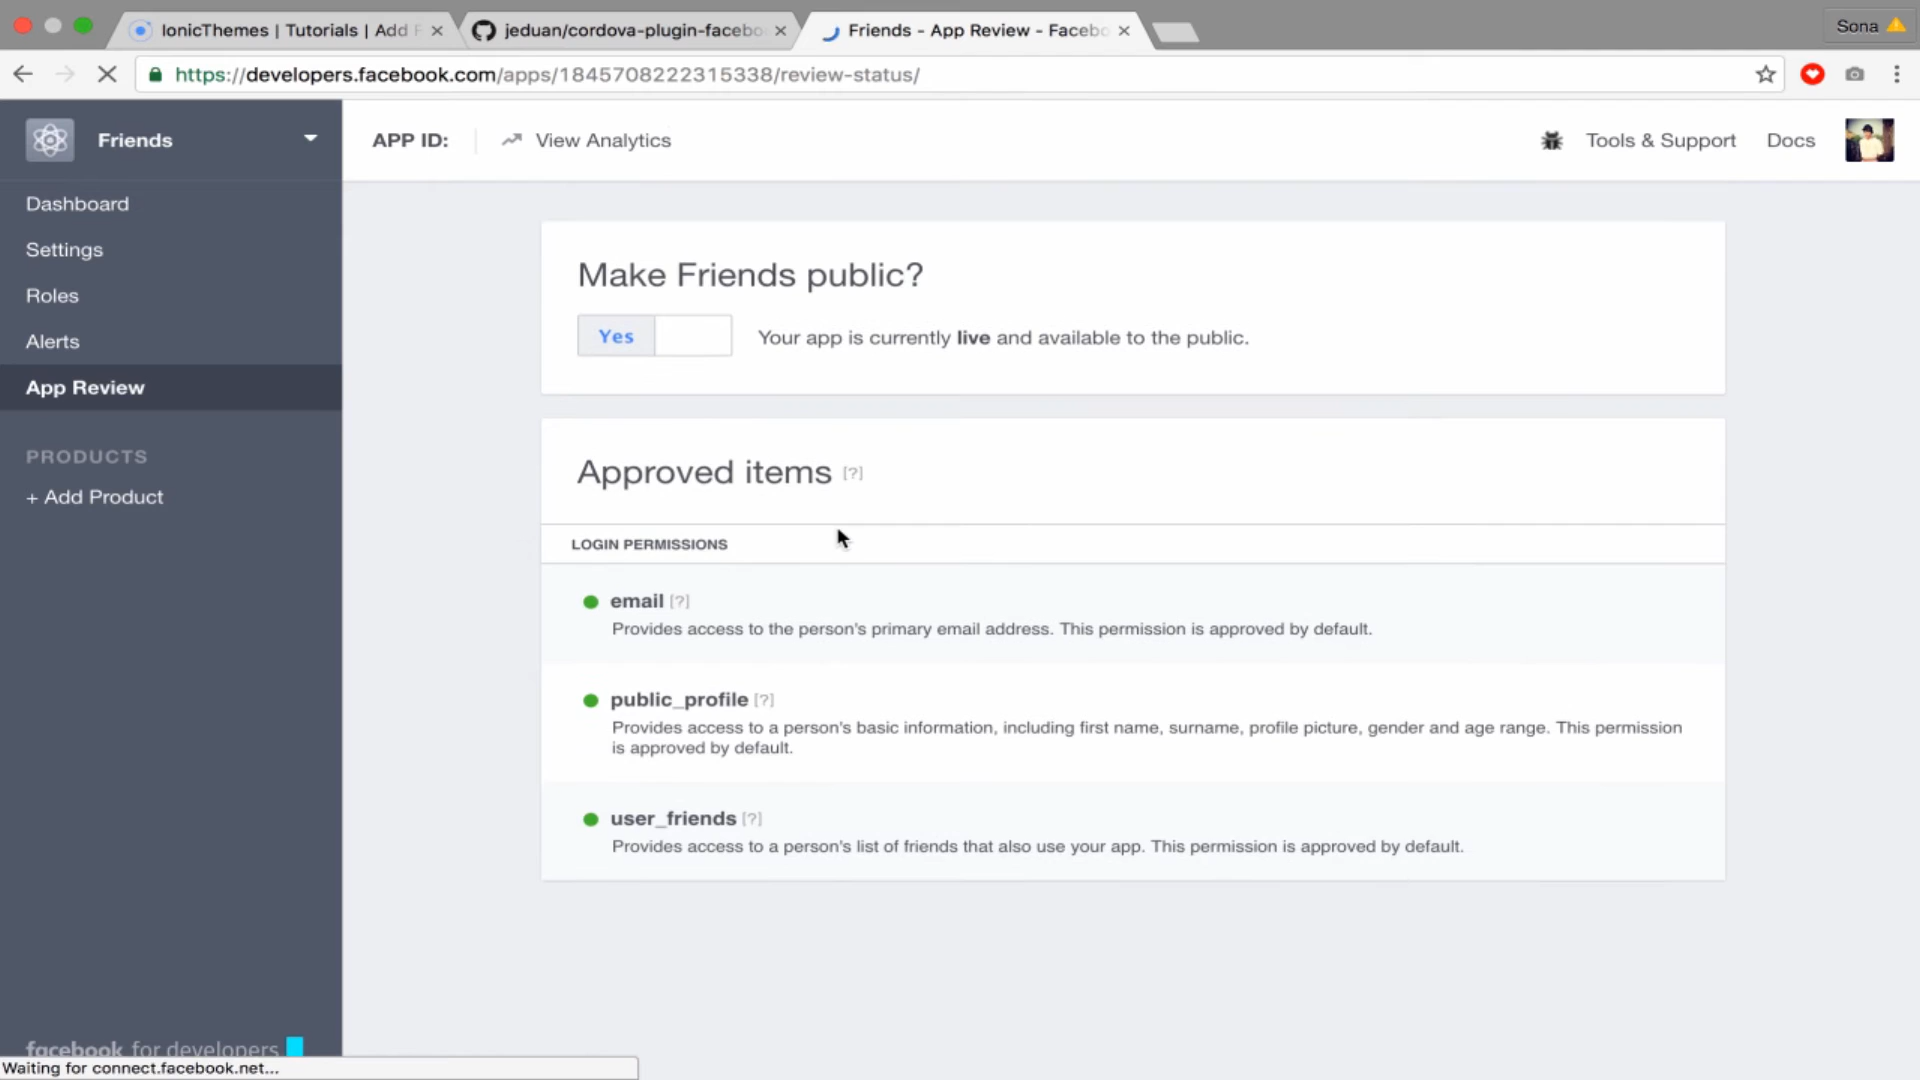 IonicThemes | Tutorials | Add F
jeduan/cordova-plugin-facebo
Friends - App Review - Facebo
Sona
https://developers.facebook.com/apps/1845708222315338/review-status/
Friends
APP ID:
View Analytics
Tools & Support
Docs
Dashboard
Settings
Roles
Alerts
App Review
PRODUCTS
+ Add Product
Make Friends public?
Yes
Your app is currently live and available to the public.
Approved items [?]
LOGIN PERMISSIONS
email [?]
Provides access to the person's primary email address. This permission is approved by default.
public_profile [?]
Provides access to a person's basic information, including first name, surname, profile picture, gender and age range. This permission
is approved by default.
user_friends [?]
Provides access to a person's list of friends that also use your app. This permission is approved by default.
facebook for developers
Waiting for connect.facebook.net...